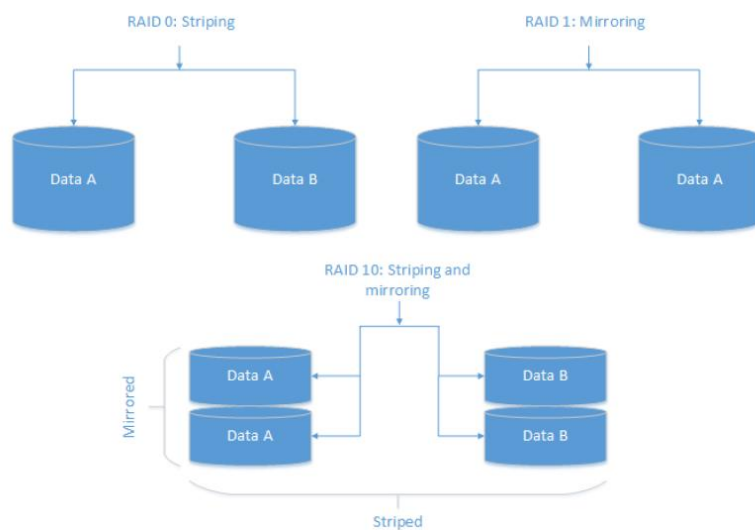 RAID 0: Striping
RAID 1: Mirroring
Data A
Data B
Data A
Data A
RAID 10: Striping and
mirroring
Mirrored
Data A
Data B
Data A
Data B
Striped